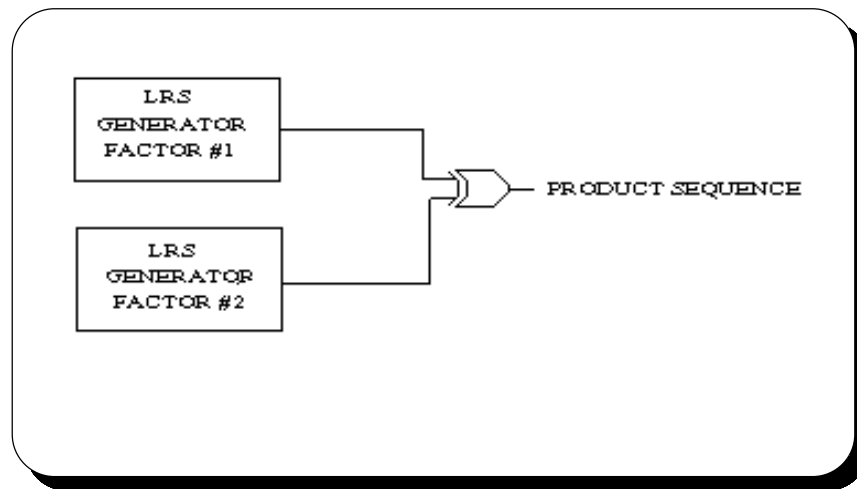 LRS
GENERATOR
FACTOR #1
PRODUCT SEQUENCE
LRS
GENERATOR
FACTOR #2